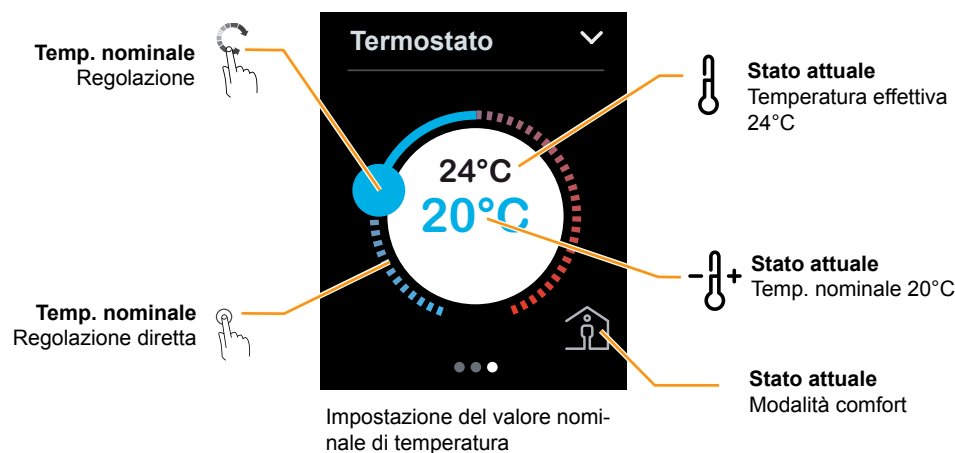 Temp. nominale
Regolazione
Termostato
Stato attuale
Temperatura effettiva
24°C
24°C
20°C
Stato attuale
Temp. nominale 20°C
Temp. nominale
Regolazione diretta
Stato attuale
Modalità comfort
Impostazione del valore nomi-
nale di temperatura